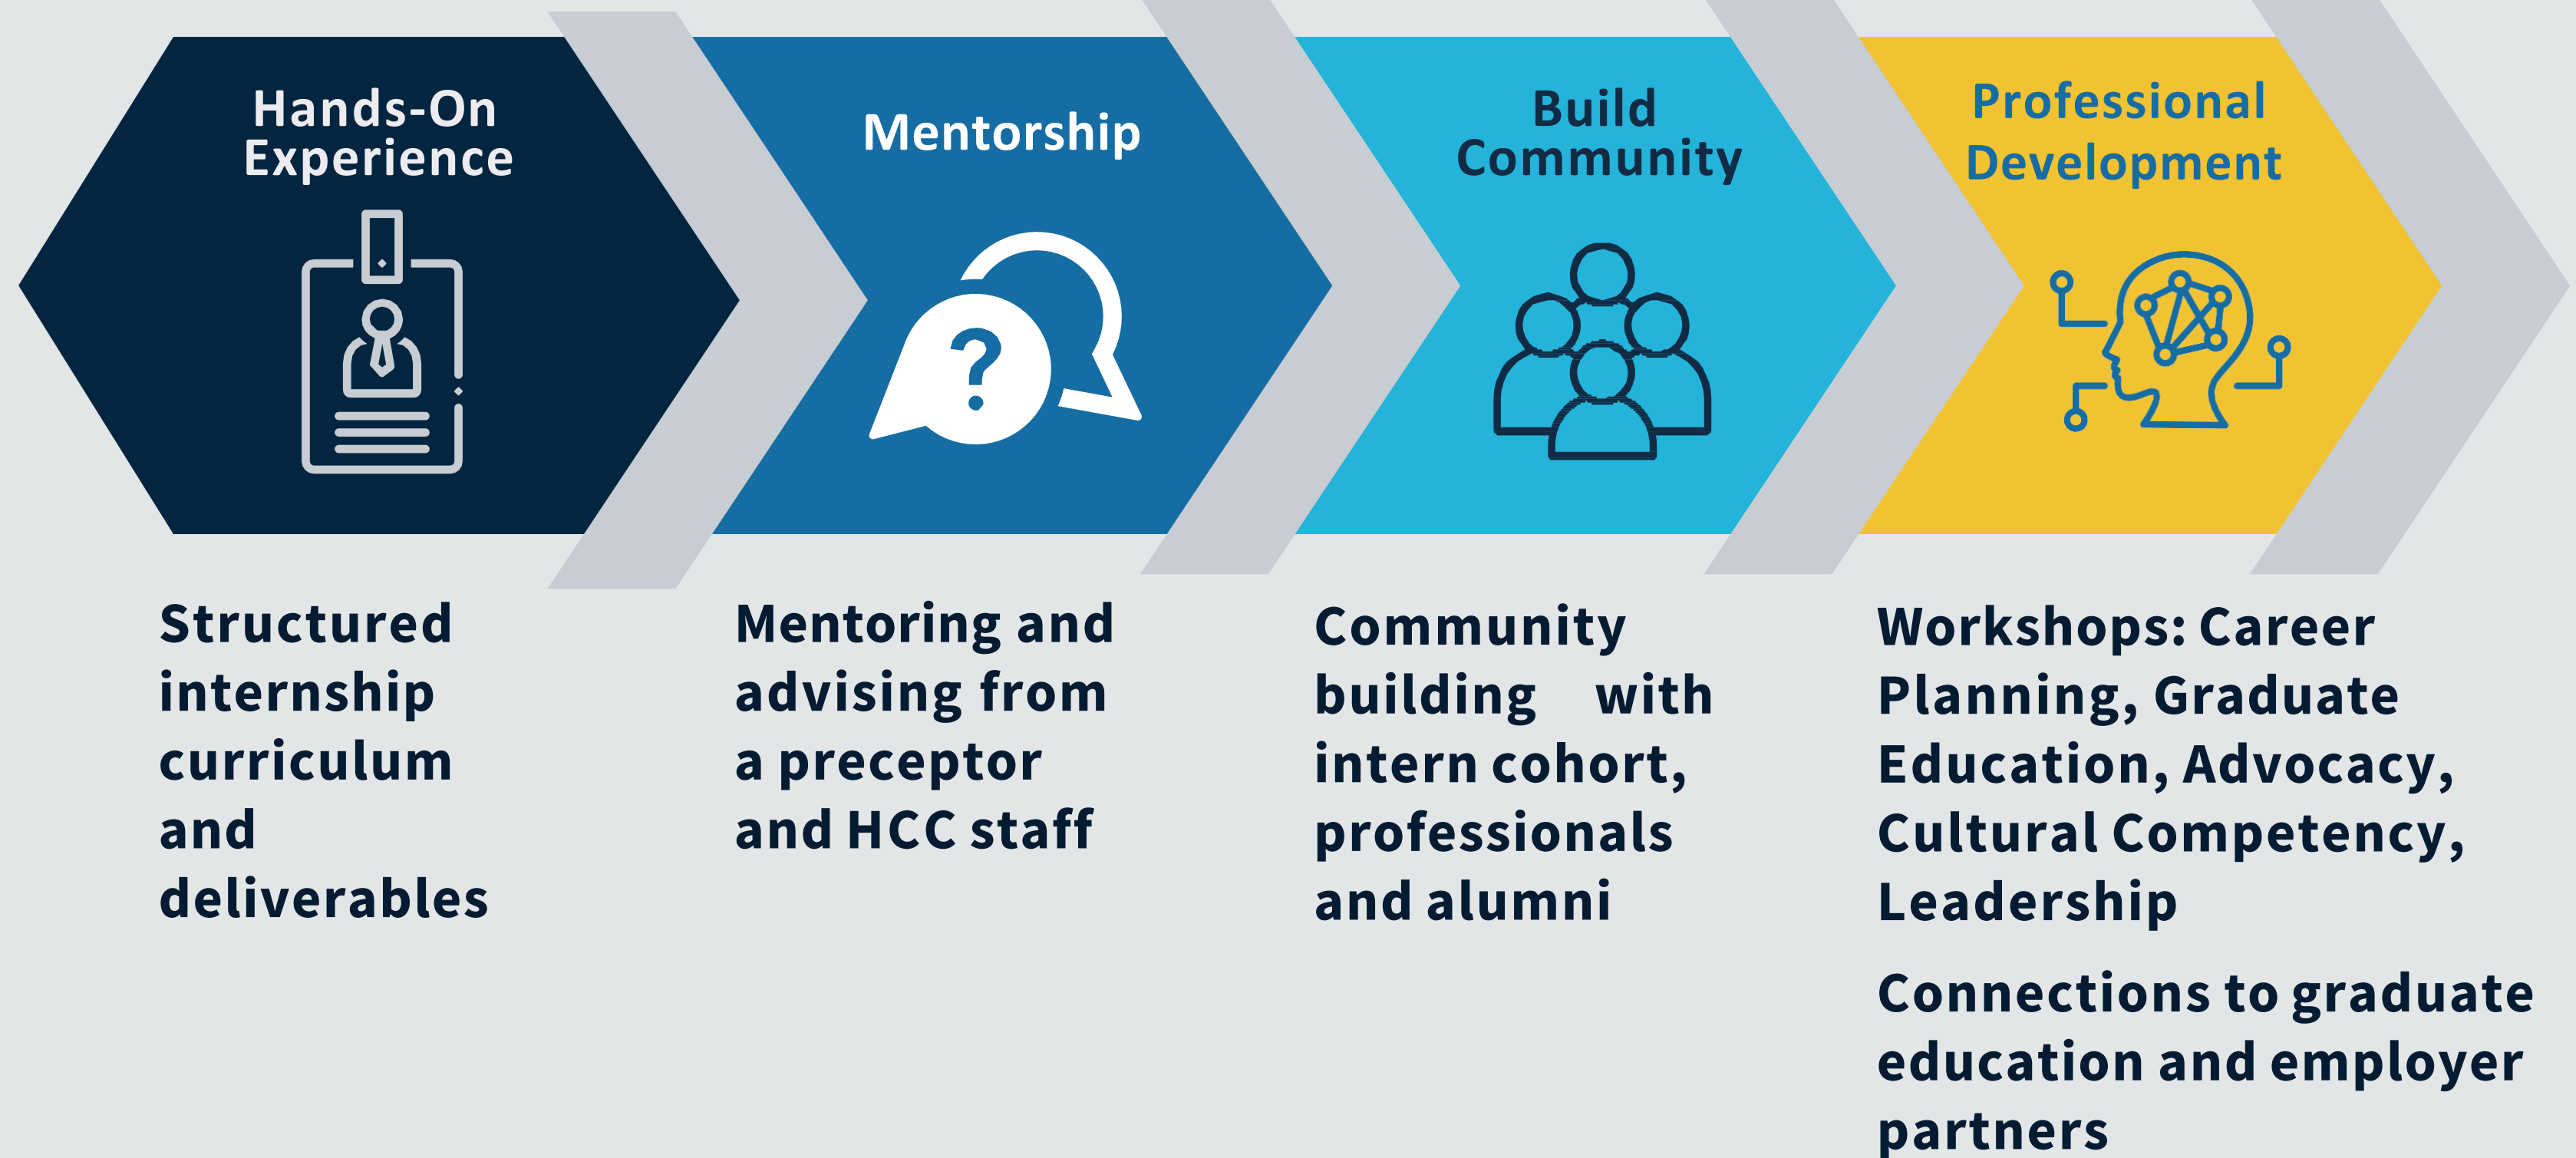 Hands-On
Experience
Mentorship
?
Build
Community
Professional
Development
Structured
internship
curriculum
and
deliverables
Mentoring and
advising from
a preceptor
and HCC staff
Community
building with
intern cohort,
professionals
and alumni
Workshops: Career
Planning, Graduate
Education, Advocacy,
Cultural Competency,
Leadership
Connections to graduate
education and employer
partners